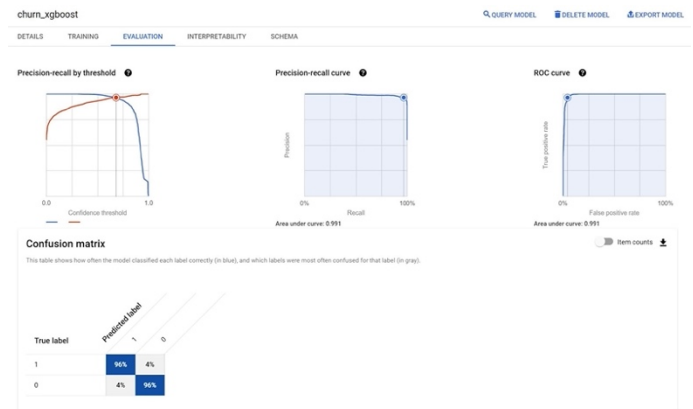 churn_xgboost
QUERY MODEL DELETE MODEL EXPORT MODEL
DETAILS TRAINING EVALUATION INTERPRETABILITY SCHEMA
Precision-recall by threshold ?
Precision-recall curve ?
ROC curve ?
0.0 1.0
Confidence threshold
Precision
0% 100%
Recall
Area under curve: 0.991
True positive rate
0% 100%
False positive rate
Area under curve: 0.991
Confusion matrix
Item counts
This table shows how often the model classified each label correctly (in blue), and which labels were most often confused for that label (in gray).
Predicted label
1 0
True label
1 96% 4%
0 4% 96%